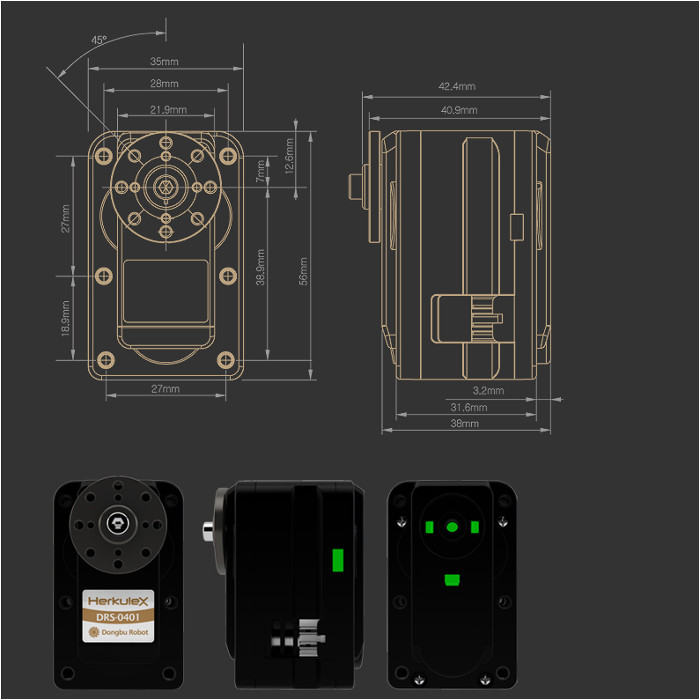 45°
35mm
28mm
21.9mm
42.4mm
40.9mm
12.6mm
7mm
27mm
38.9mm
56mm
18.9mm
27mm
3.2mm
31.6mm
38mm
HerkuleX
DRS-0401
Dongbu Robot